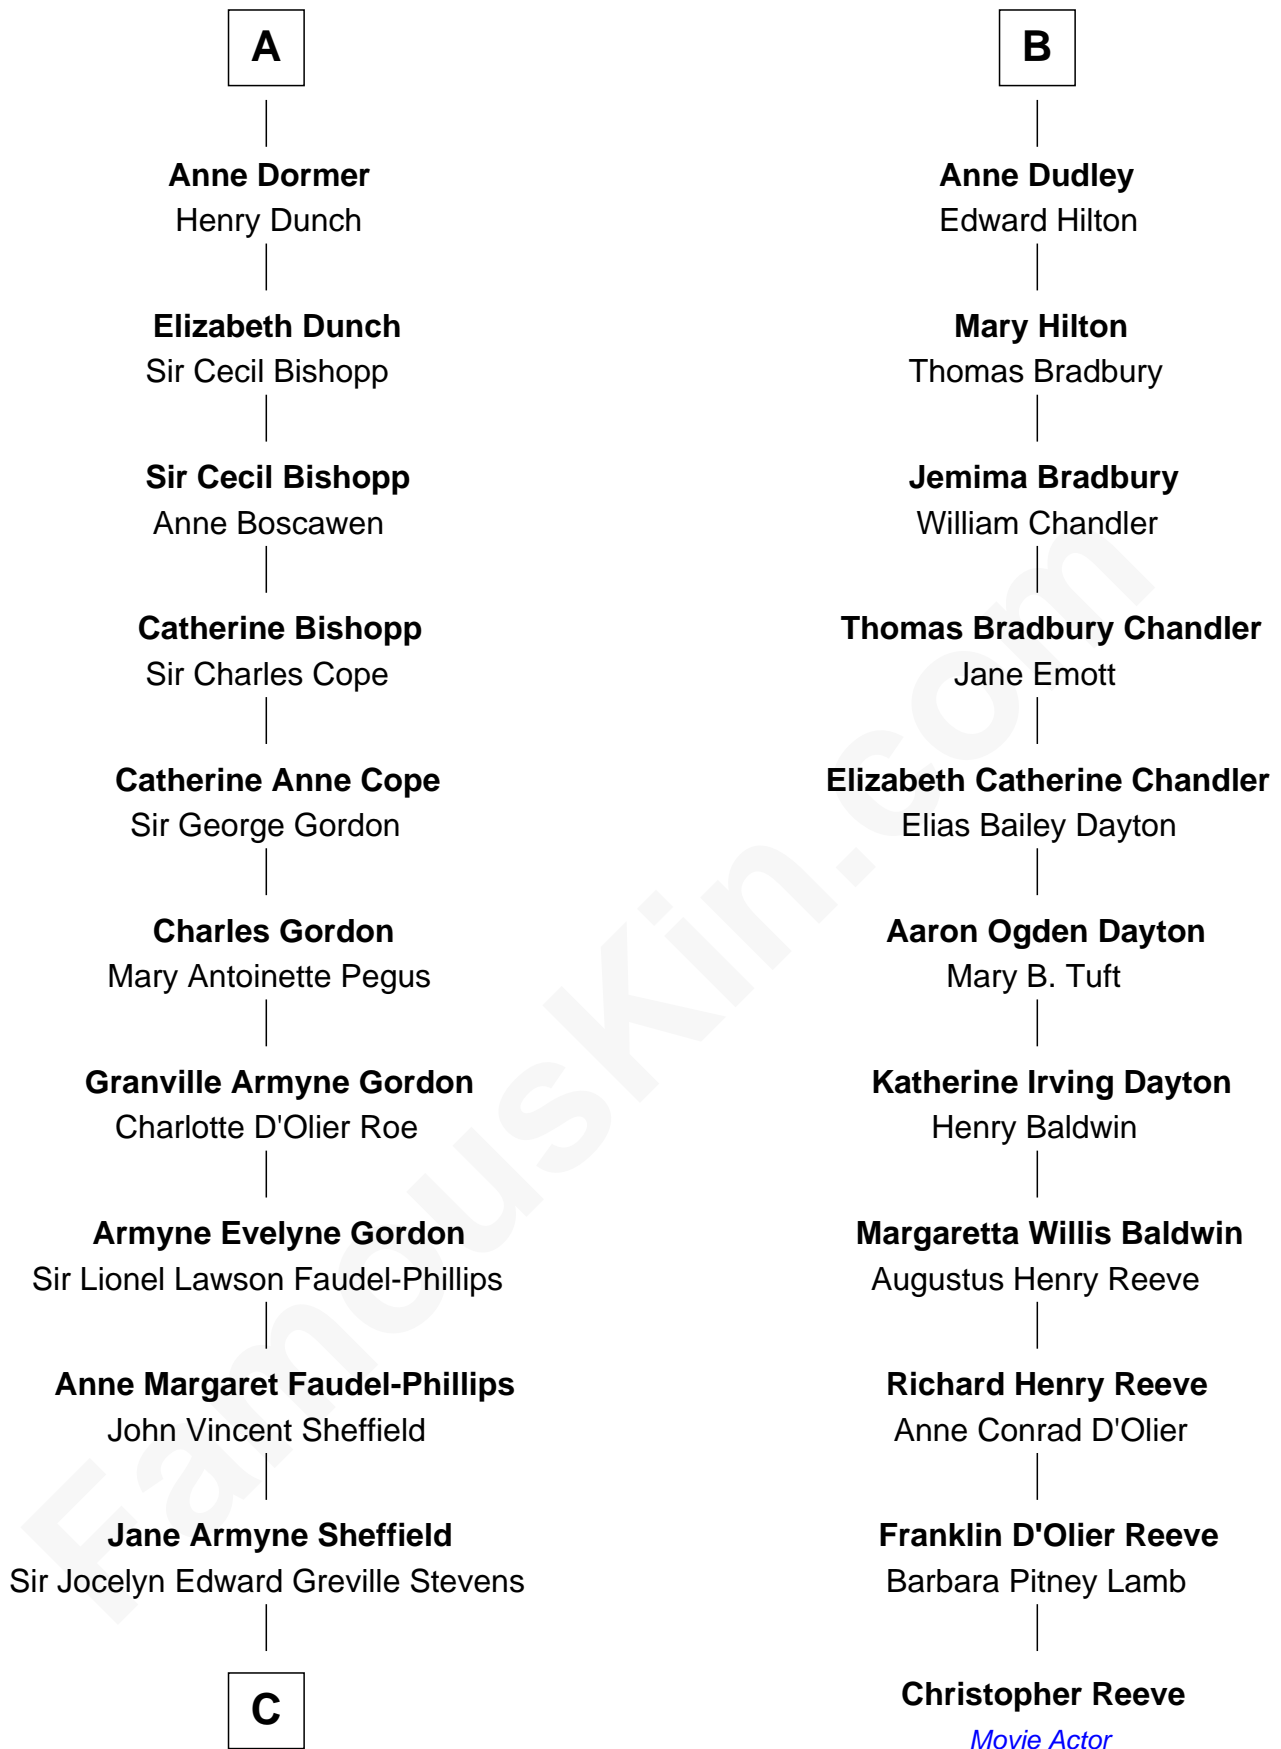 A
Anne Dormer
Henry Dunch
Elizabeth Dunch
Sir Cecil Bishopp
Sir Cecil Bishopp
Anne Boscawen
Catherine Bishopp
Sir Charles Cope
Catherine Anne Cope
Sir George Gordon
Charles Gordon
Mary Antoinette Pegus
Granville Armyne Gordon
Charlotte D'Olier Roe
Armyne Evelyne Gordon
Sir Lionel Lawson Faudel-Phillips
Anne Margaret Faudel-Phillips
John Vincent Sheffield
Jane Armyne Sheffield
Sir Jocelyn Edward Greville Stevens
C
B
Anne Dudley
Edward Hilton
Mary Hilton
Thomas Bradbury
Jemima Bradbury
William Chandler
Thomas Bradbury Chandler
Jane Emott
Elizabeth Catherine Chandler
Elias Bailey Dayton
Aaron Ogden Dayton
Mary B. Tuft
Katherine Irving Dayton
Henry Baldwin
Margaretta Willis Baldwin
Augustus Henry Reeve
Richard Henry Reeve
Anne Conrad D'Olier
Franklin D'Olier Reeve
Barbara Pitney Lamb
Christopher Reeve
Movie Actor
FamousKin.com